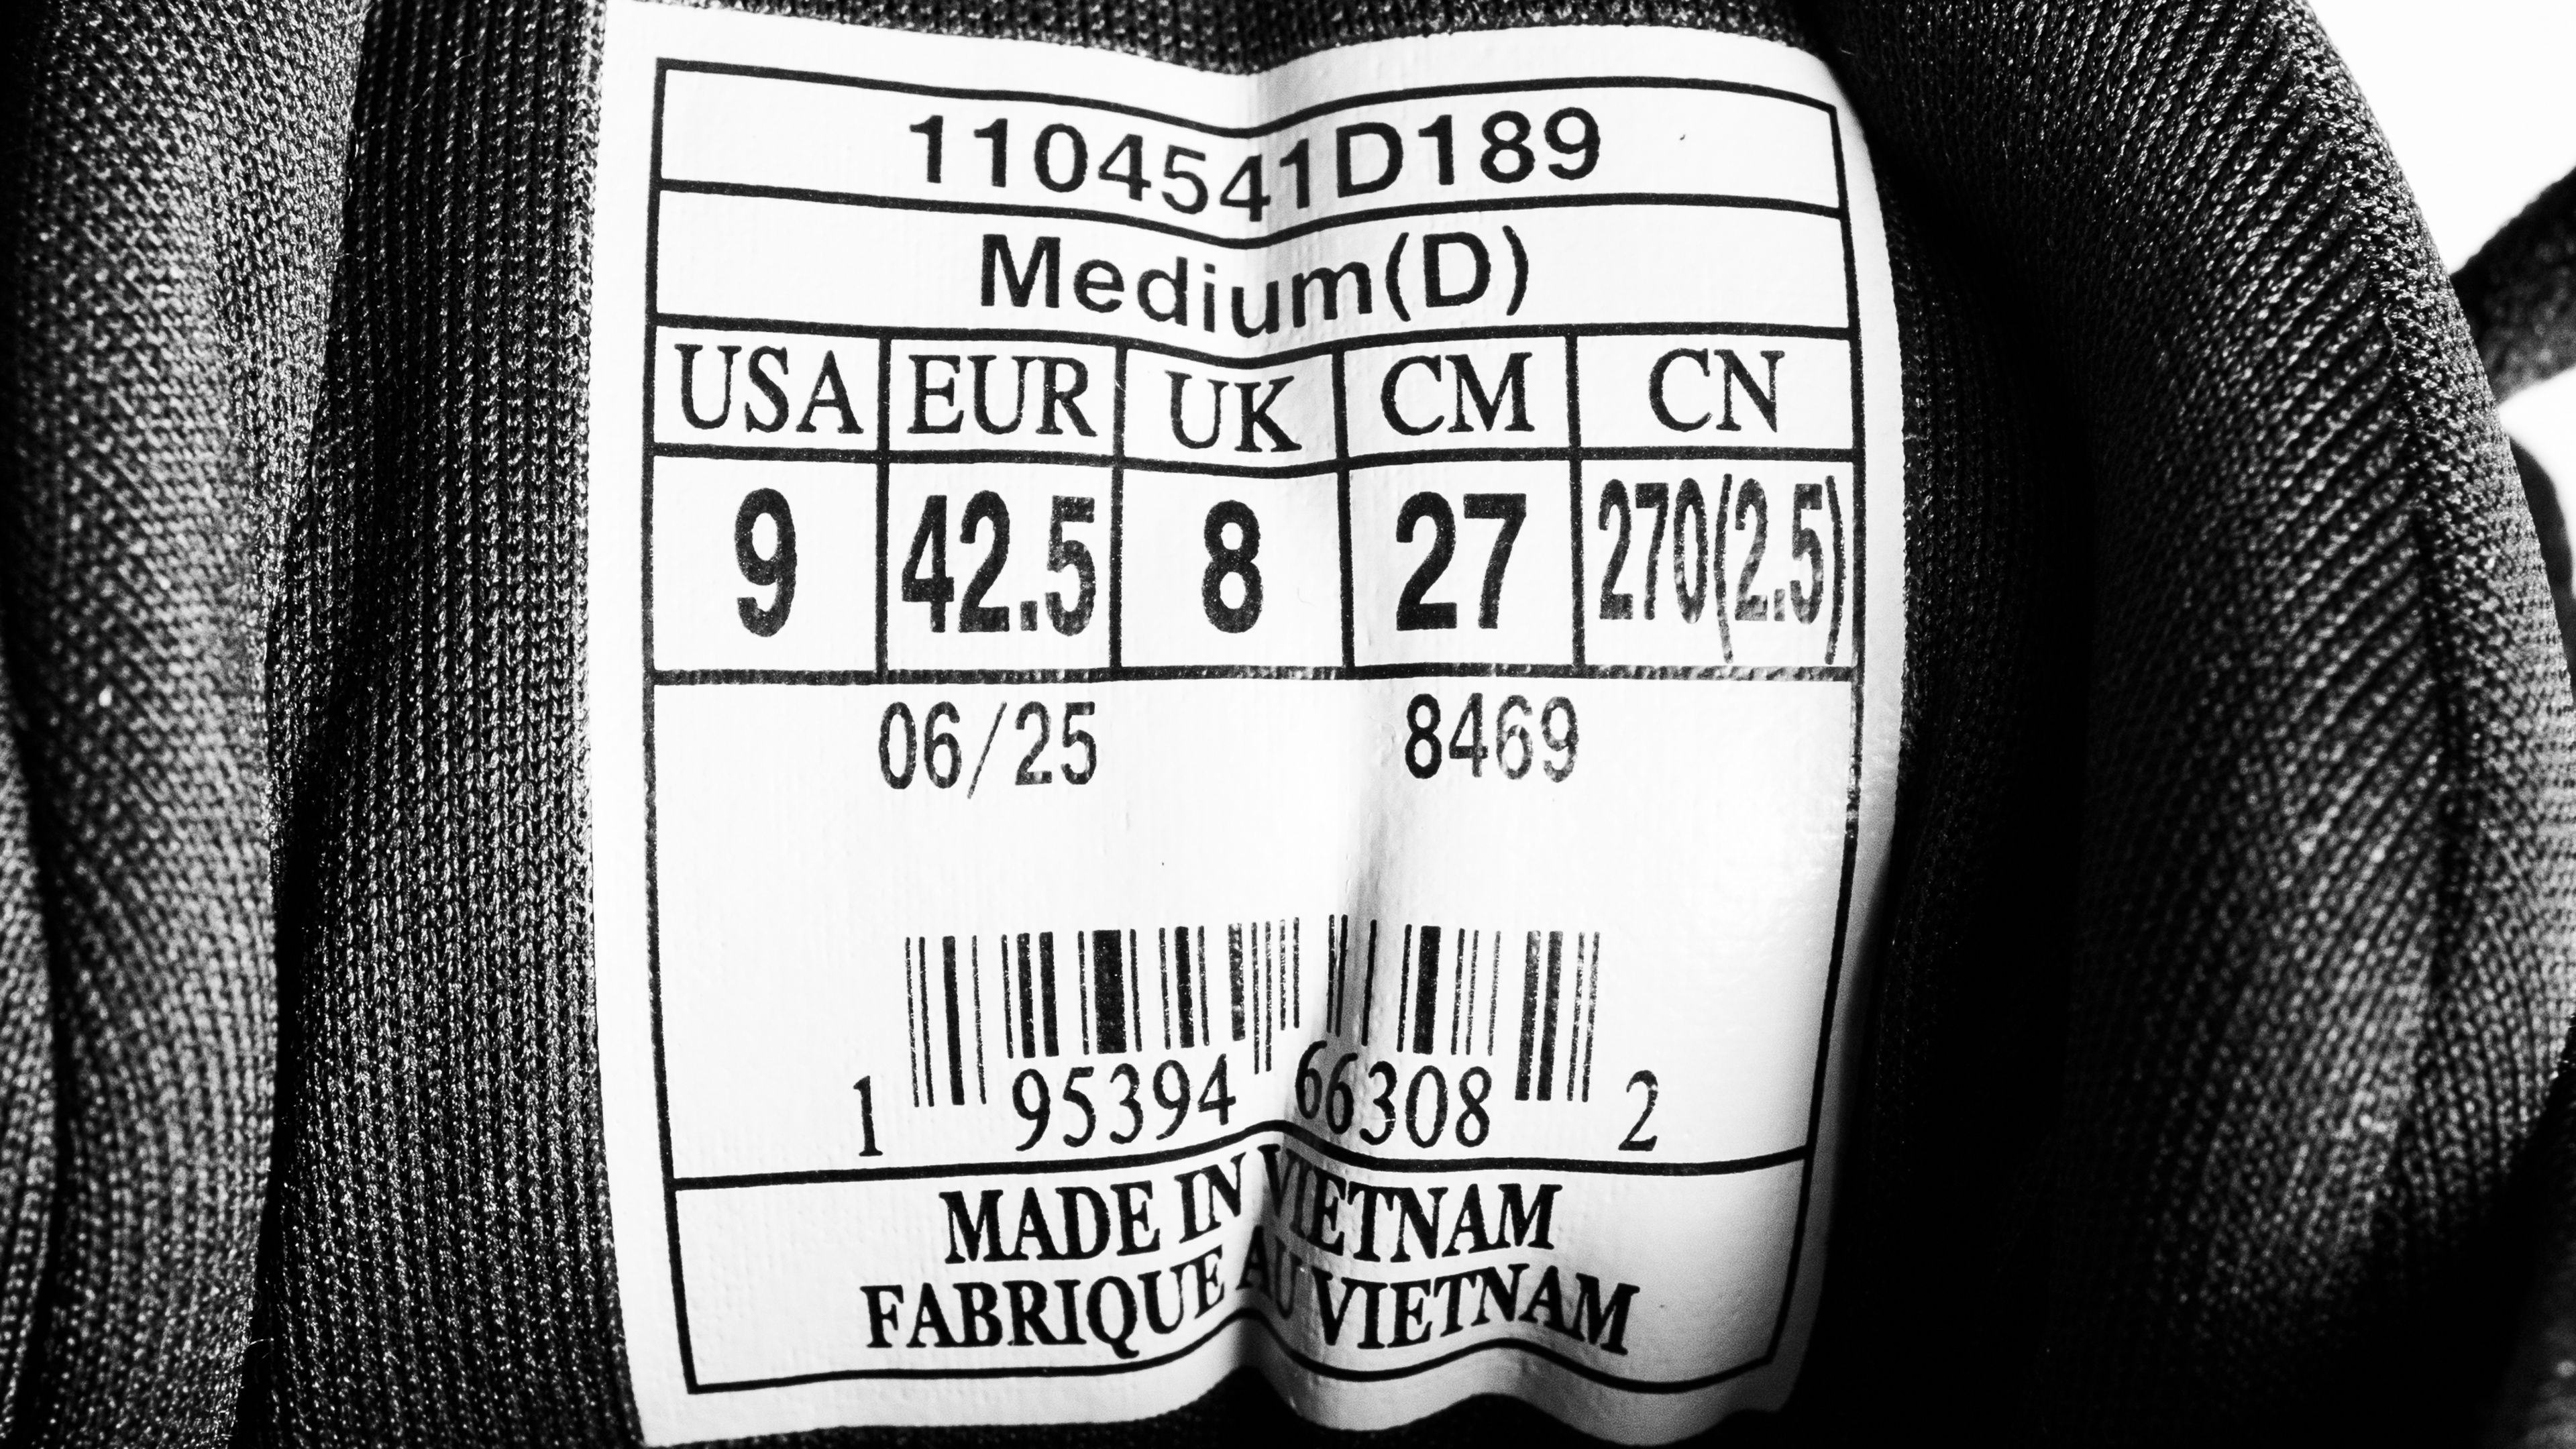 1104541D189
Medium(D)
USA EUR UK CM CN
9 42.5 8 27 270(2.5)
06/25 8469
1 95394 66308 2
MADE IN VIETNAM
FABRIQUE AU VIETNAM